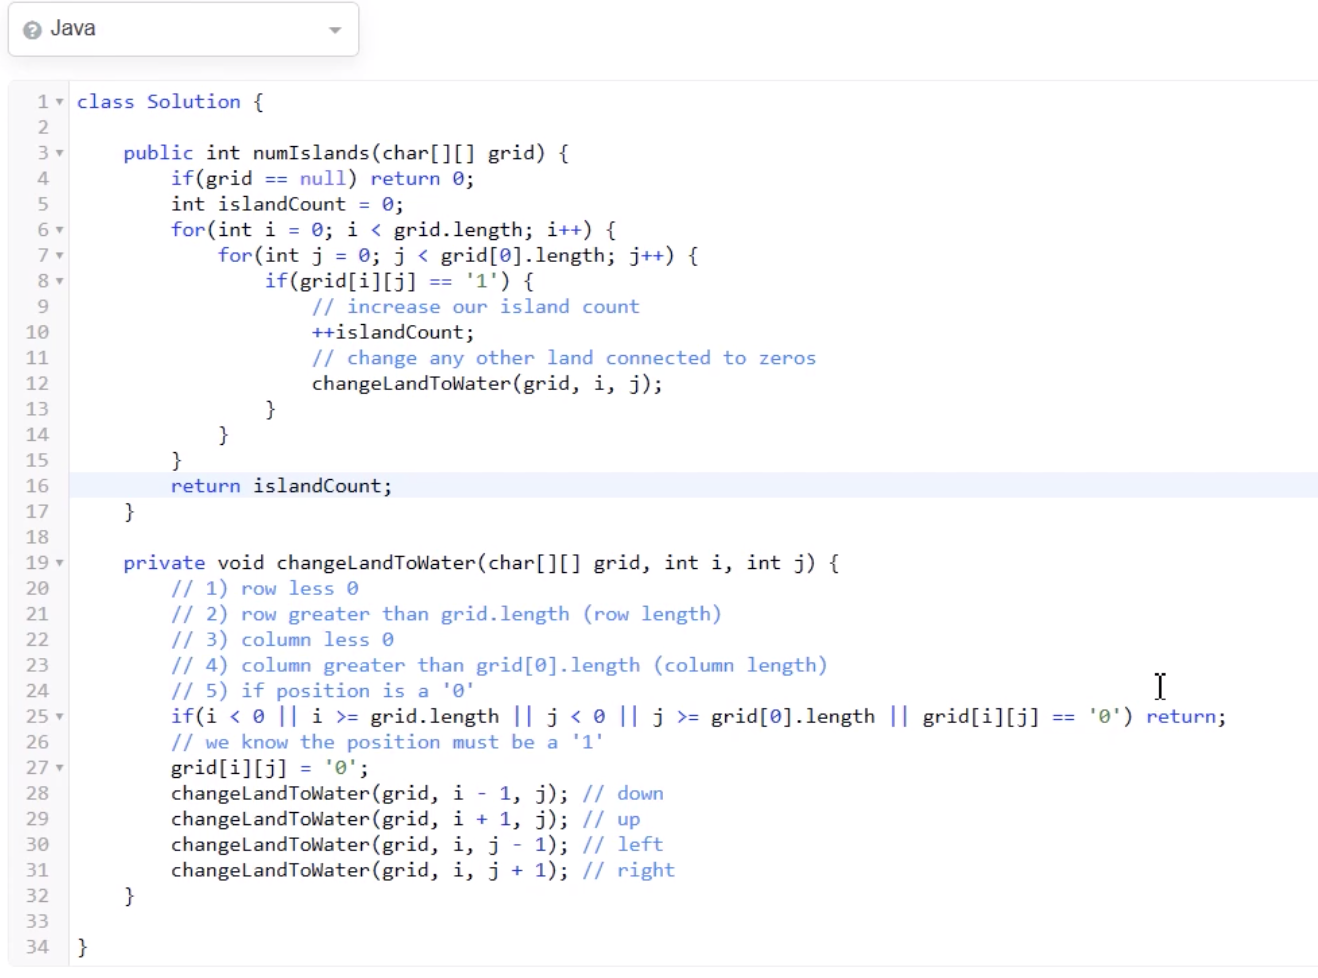 Java
1 class Solution {
2
3     public int numIslands(char[][] grid) {
4         if(grid == null) return 0;
5         int islandCount = 0;
6         for(int i = 0; i < grid.length; i++) {
7             for(int j = 0; j < grid[0].length; j++) {
8                 if(grid[i][j] == '1') {
9                     // increase our island count
10                     ++islandCount;
11                     // change any other land connected to zeros
12                     changeLandToWater(grid, i, j);
13                 }
14             }
15         }
16         return islandCount;
17     }
18
19     private void changeLandToWater(char[][] grid, int i, int j) {
20         // 1) row less 0
21         // 2) row greater than grid.length (row length)
22         // 3) column less 0
23         // 4) column greater than grid[0].length (column length)
24         // 5) if position is a '0'
25         if(i < 0 || i >= grid.length || j < 0 || j >= grid[0].length || grid[i][j] == '0') return;
26         // we know the position must be a '1'
27         grid[i][j] = '0';
28         changeLandToWater(grid, i - 1, j); // down
29         changeLandToWater(grid, i + 1, j); // up
30         changeLandToWater(grid, i, j - 1); // left
31         changeLandToWater(grid, i, j + 1); // right
32     }
33
34 }